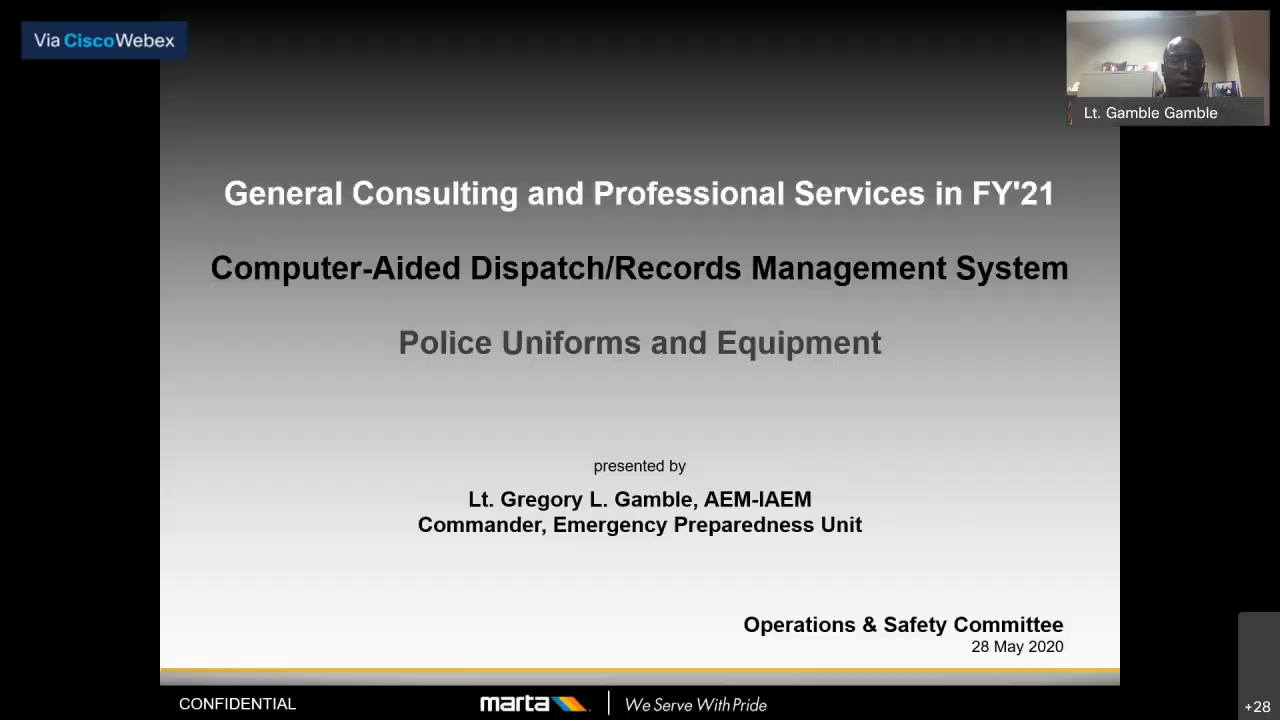 Via CiscoWebex
Lt. Gamble Gamble
General Consulting and Professional Services in FY'21
Computer-Aided Dispatch/Records Management System
Police Uniforms and Equipment
presented by
Lt. Gregory L. Gamble, AEM-IAEM
Commander, Emergency Preparedness Unit
Operations & Safety Committee
28 May 2020
CONFIDENTIAL
marta
We Serve With Pride
+28